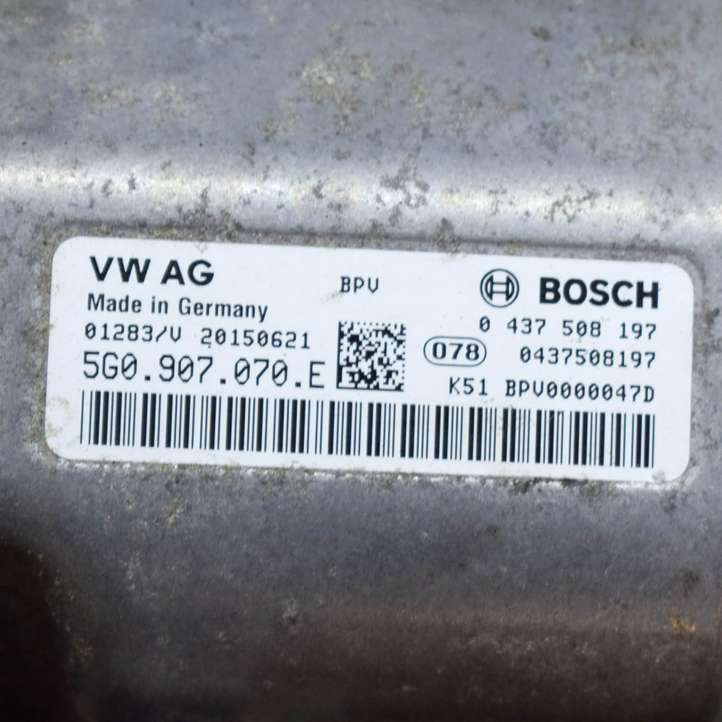 VW AG
BPV
BOSCH
Made in Germany
0 437 508 197
01283/V 20150621
078
0437508197
5G0.907.070.E
K51 BPV0000047D